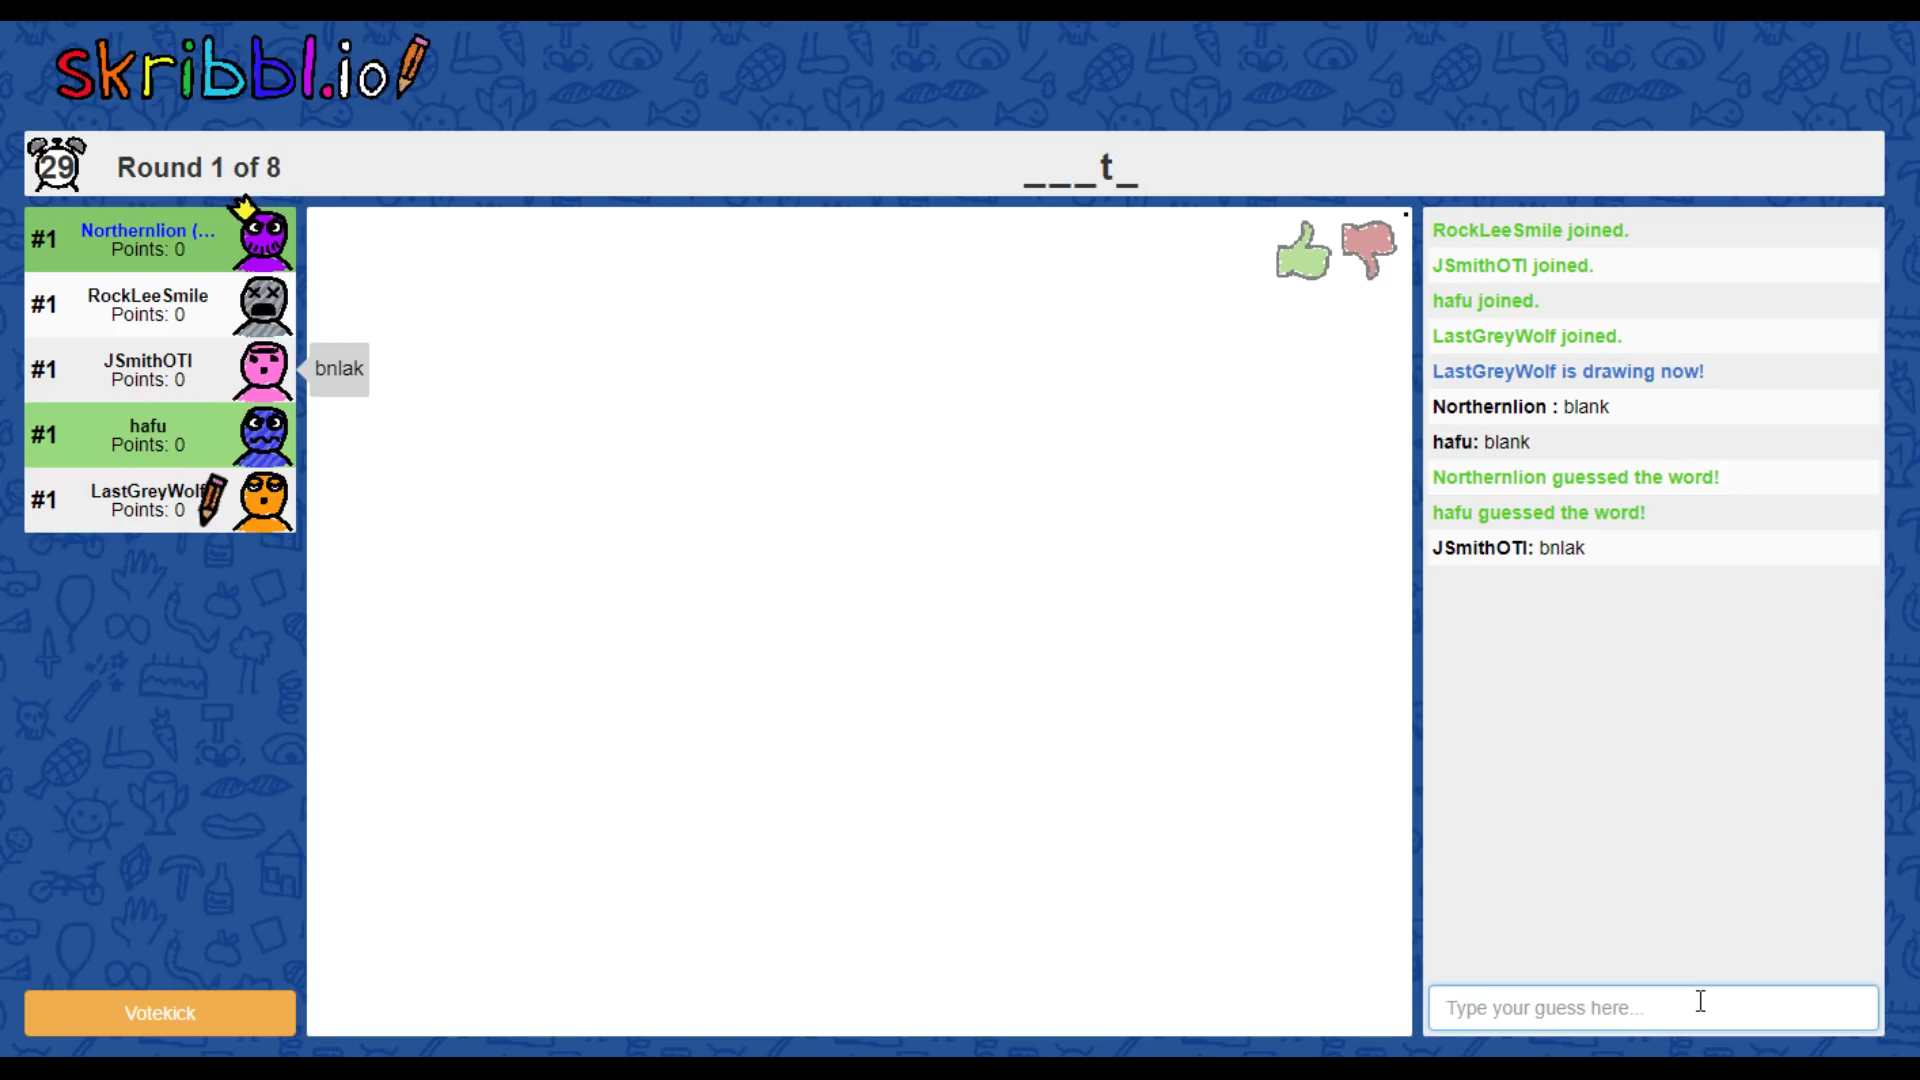 skribbl.io
29
Round 1 of 8
___t_
#1
Northernlion (...
Points: 0
#1
RockLeeSmile
Points: 0
#1
JSmithOTI
Points: 0
bnlak
#1
hafu
Points: 0
#1
LastGreyWolf
Points: 0
Votekick
RockLeeSmile joined.
JSmithOTI joined.
hafu joined.
LastGreyWolf joined.
LastGreyWolf is drawing now!
Northernlion : blank
hafu: blank
Northernlion guessed the word!
hafu guessed the word!
JSmithOTI: bnlak
Type your guess here...